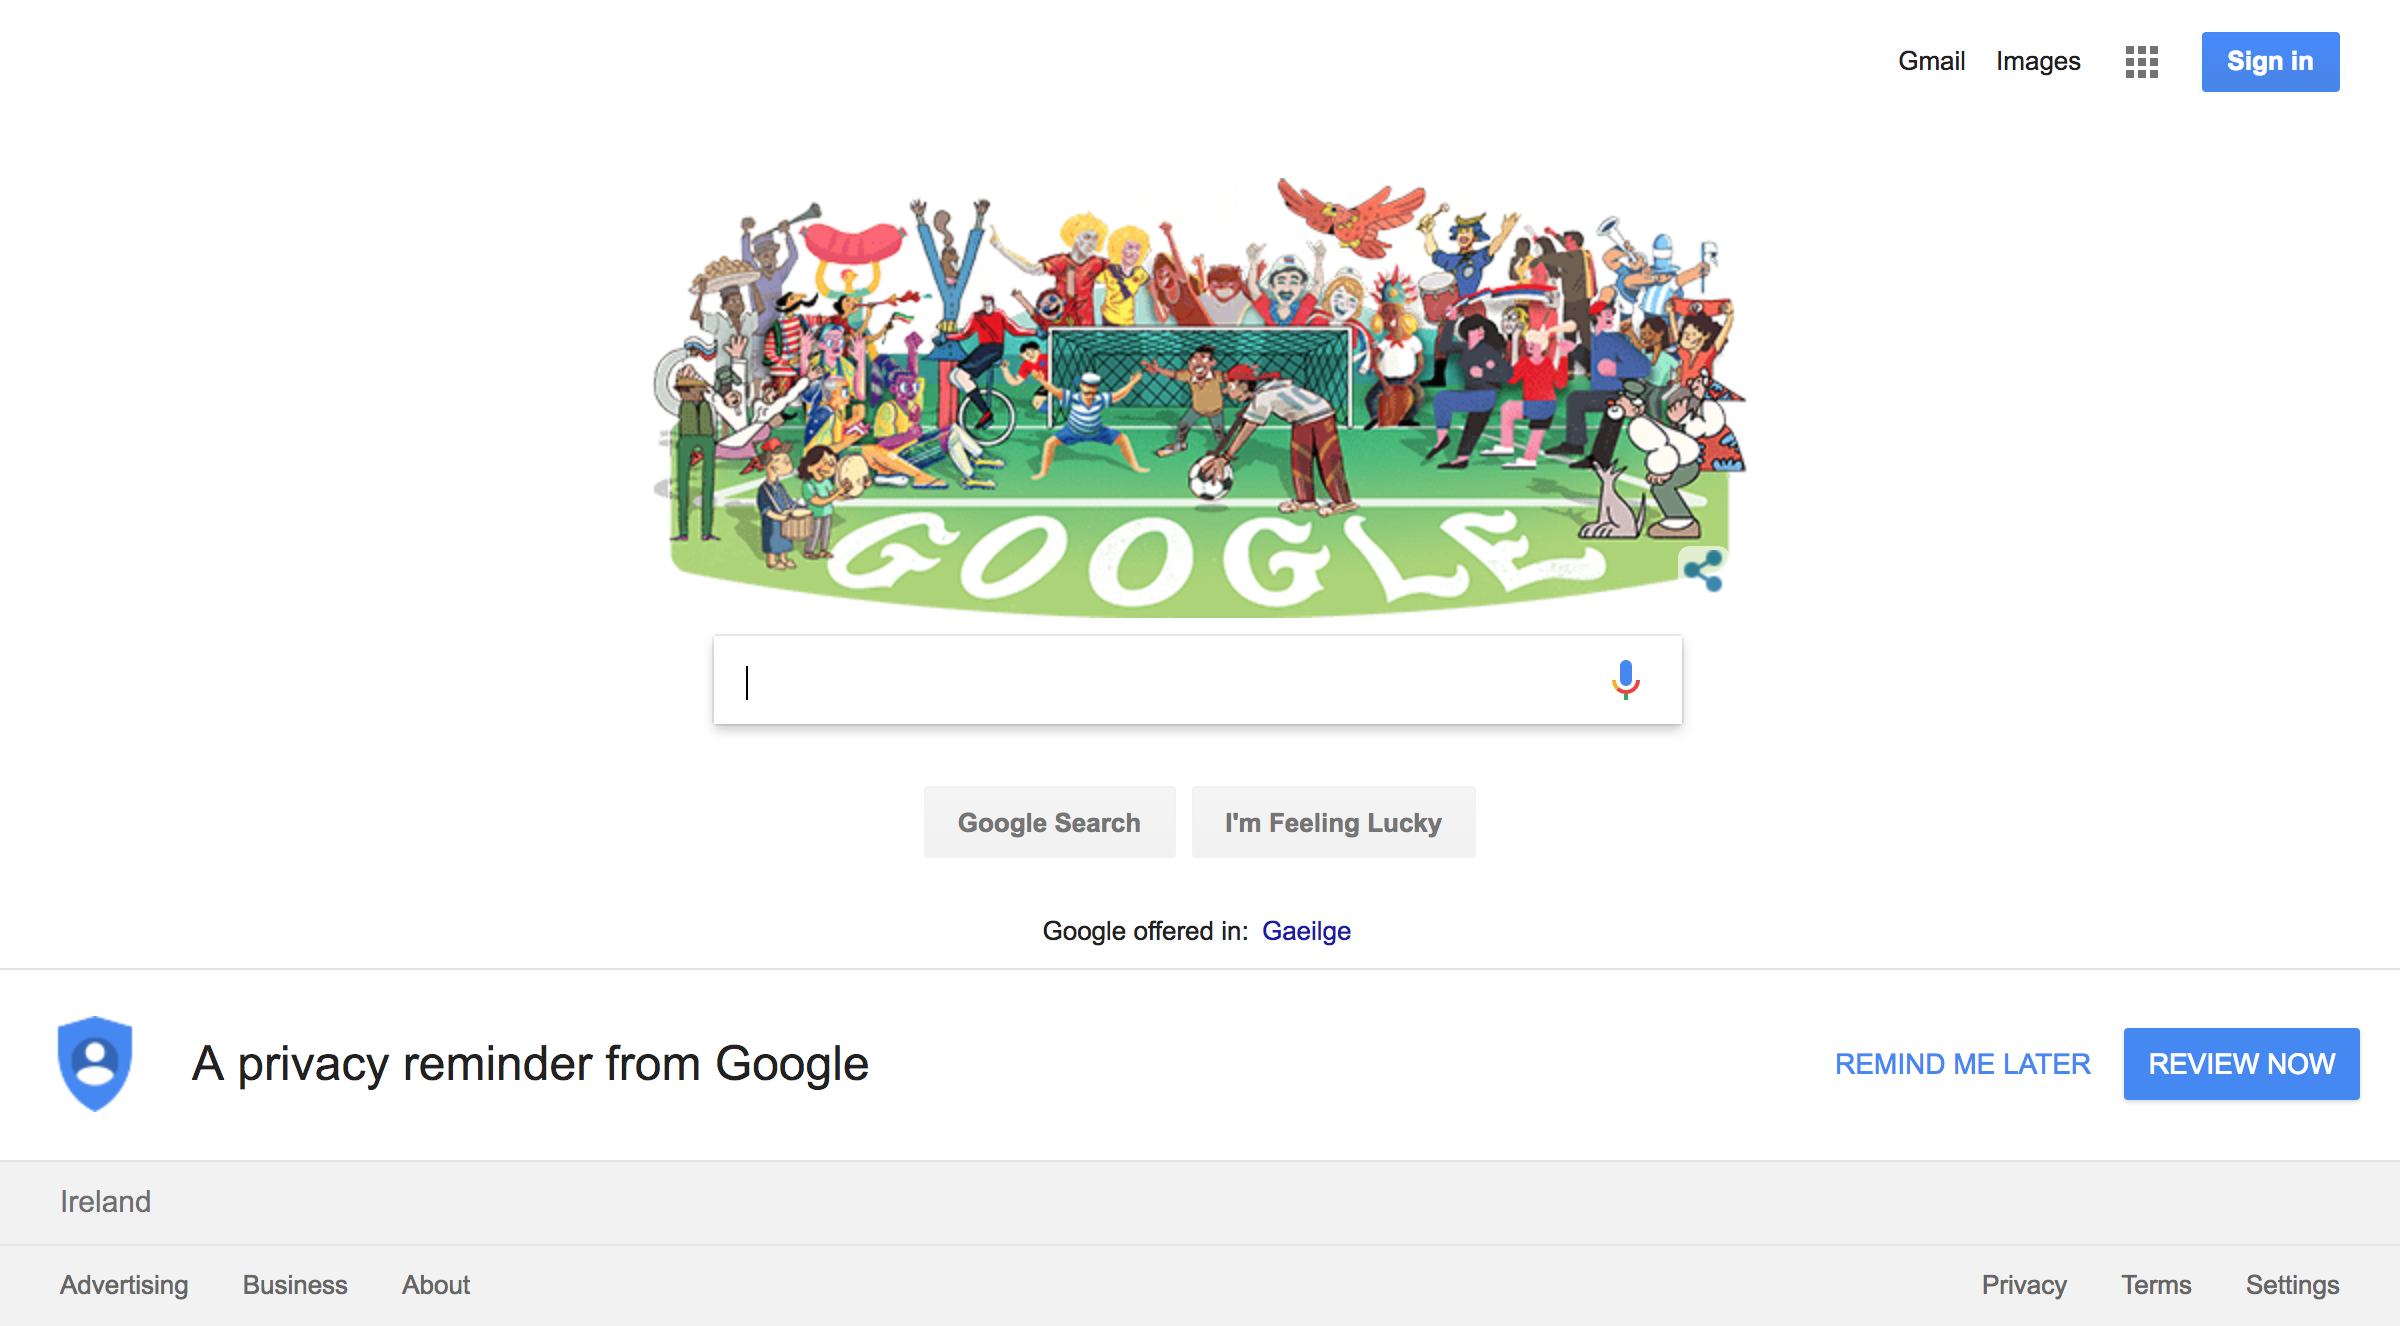 Gmail Images Sign in
GOOGLE
Google Search I'm Feeling Lucky
Google offered in: Gaeilge
A privacy reminder from Google REMIND ME LATER REVIEW NOW
Ireland
Advertising Business About Privacy Terms Settings